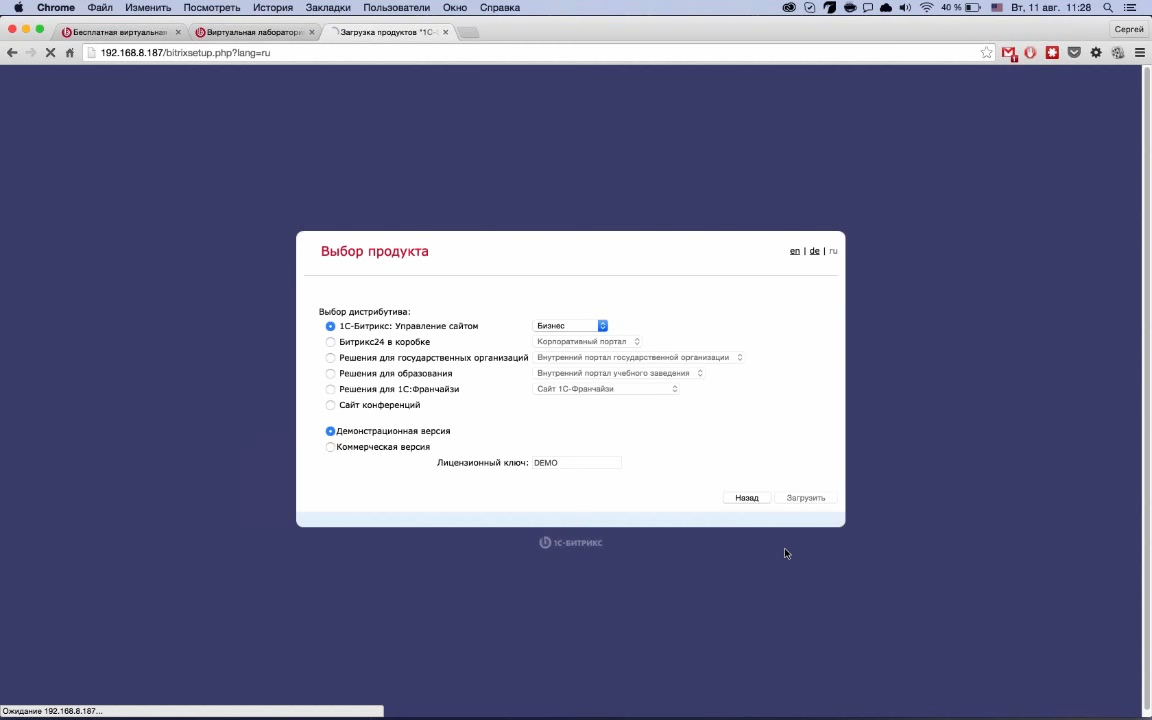 Chrome Файл Изменить Посмотреть История Закладки Пользователи Окно Справка 40 % Вт, 11 авг. 11:28
Бесплатная виртуальная Виртуальная лаборатори Загрузка продуктов "1С- Сергей
192.168.8.187/bitrixsetup.php?lang=ru
Выбор продукта en | de | ru
Выбор дистрибутива:
1С-Битрикс: Управление сайтом Бизнес
Битрикс24 в коробке Корпоративный портал
Решения для государственных организаций Внутренний портал государственной организации
Решения для образования Внутренний портал учебного заведения
Решения для 1С:Франчайзи Сайт 1С-Франчайзи
Сайт конференций
Демонстрационная версия
Коммерческая версия
Лицензионный ключ: DEMO
Назад Загрузить
1С-БИТРИКС
Ожидание 192.168.8.187...